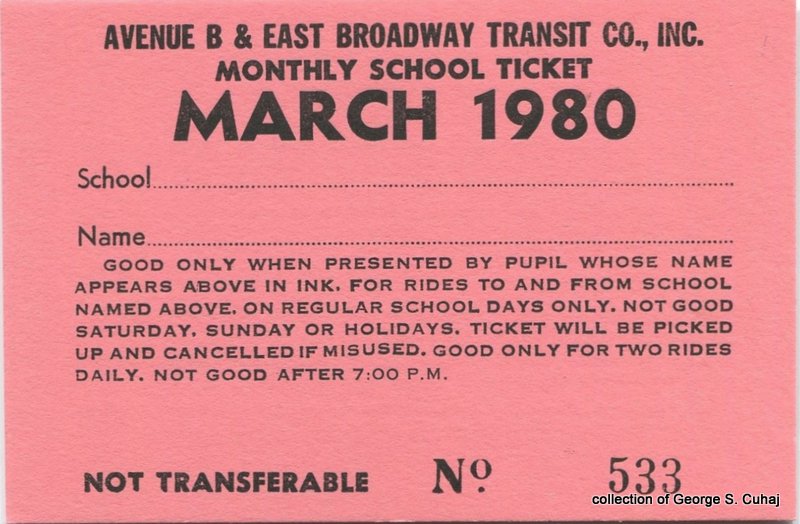 AVENUE B & EAST BROADWAY TRANSIT CO., INC.
MONTHLY SCHOOL TICKET
MARCH 1980
School
Name
GOOD ONLY WHEN PRESENTED BY PUPIL WHOSE NAME
APPEARS ABOVE IN INK. FOR RIDES TO AND FROM SCHOOL
NAMED ABOVE. ON REGULAR SCHOOL DAYS ONLY. NOT GOOD
SATURDAY. SUNDAY OR HOLIDAYS. TICKET WILL BE PICKED
UP AND CANCELLED IF MISUSED. GOOD ONLY FOR TWO RIDES
DAILY. NOT GOOD AFTER 7:00 P.M.
NOT TRANSFERABLE No. 533
collection of George S. Cuhaj